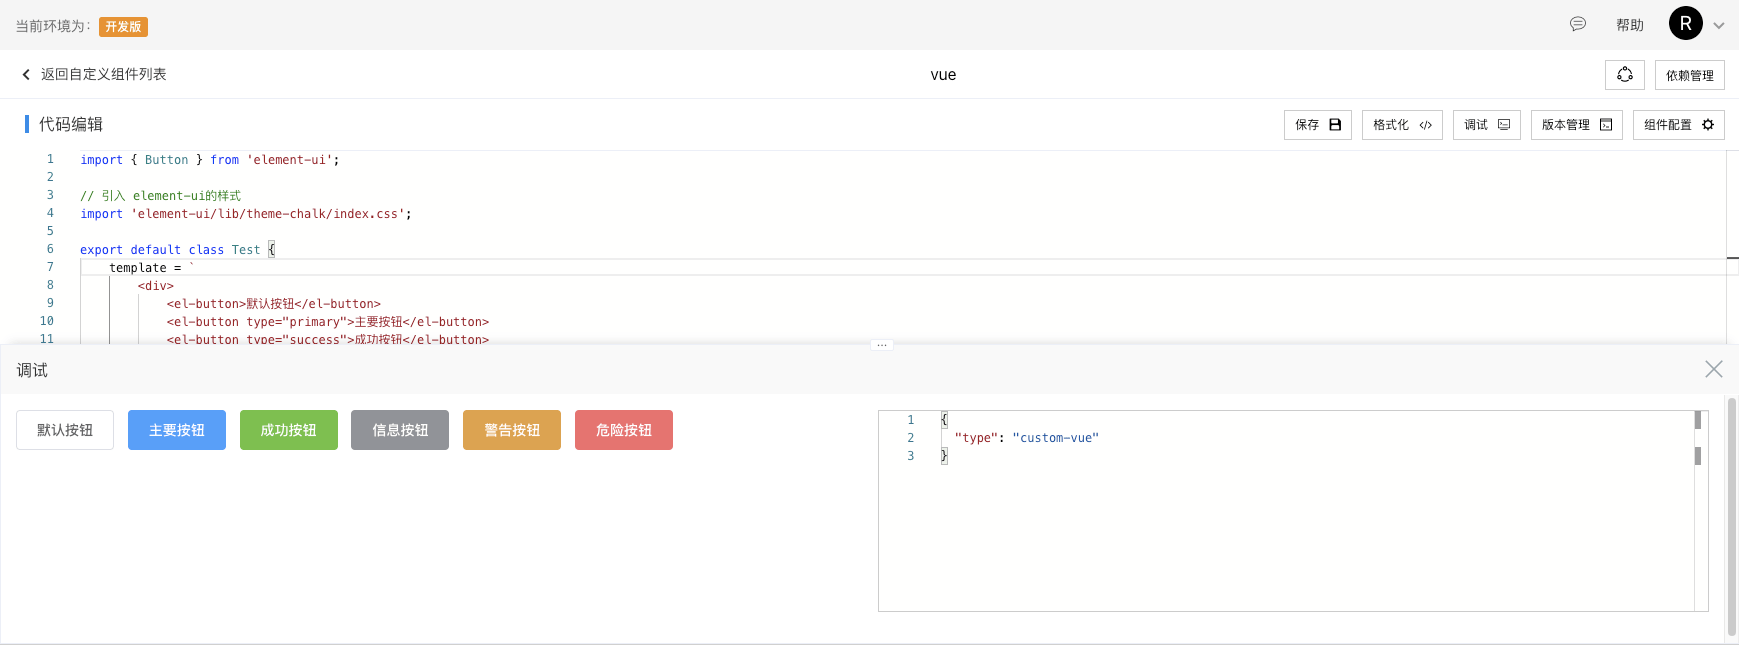 当前环境为： 开发版
帮助
R
返回自定义组件列表
vue
依赖管理
代码编辑
保存
格式化
调试
版本管理
组件配置
1 import { Button } from 'element-ui';
2
3 // 引入 element-ui的样式
4 import 'element-ui/lib/theme-chalk/index.css';
5
6 export default class Test {
7 template = `
8 <div>
9 <el-button>默认按钮</el-button>
10 <el-button type="primary">主要按钮</el-button>
11 <el-button type="success">成功按钮</el-button>
调试
默认按钮
主要按钮
成功按钮
信息按钮
警告按钮
危险按钮
1 {
2 "type": "custom-vue"
3 }